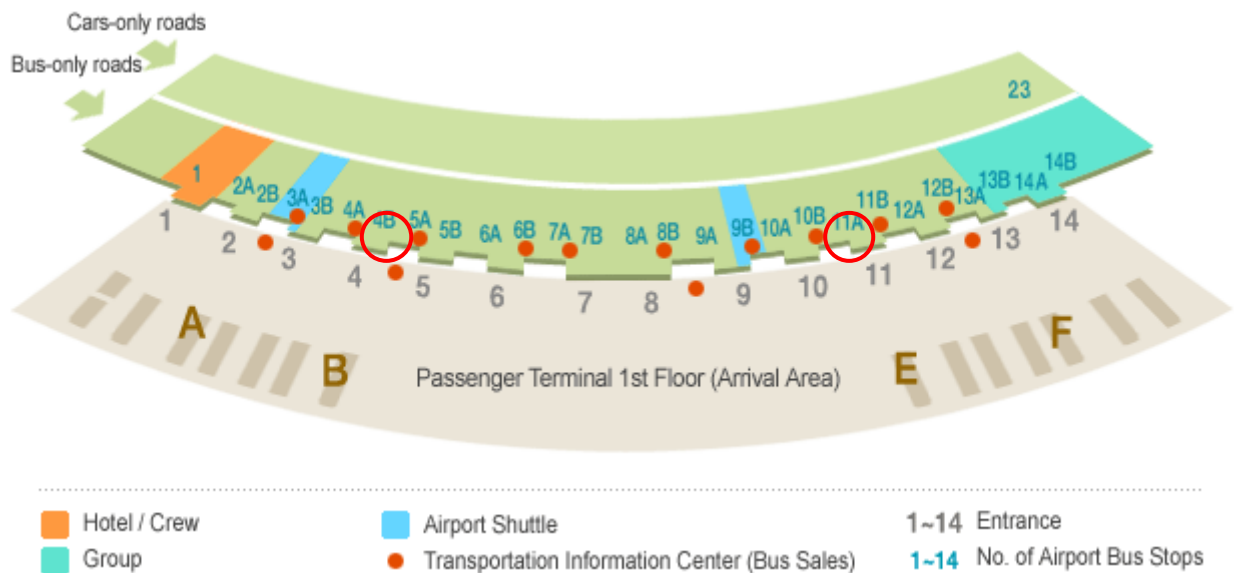 Cars-only roads
Bus-only roads
23
1
2A
2B
3A
3B
4A
4B
5A
5B
6A
6B
7A
7B
8A
8B
9A
9B
10A
10B
11A
11B
12A
12B
13A
13B
14A
14B
1
2
3
4
5
6
7
8
9
10
11
12
13
14
A
B
E
F
Passenger Terminal 1st Floor (Arrival Area)
Hotel / Crew
Airport Shuttle
1~14 Entrance
Group
Transportation Information Center (Bus Sales)
1~14 No. of Airport Bus Stops